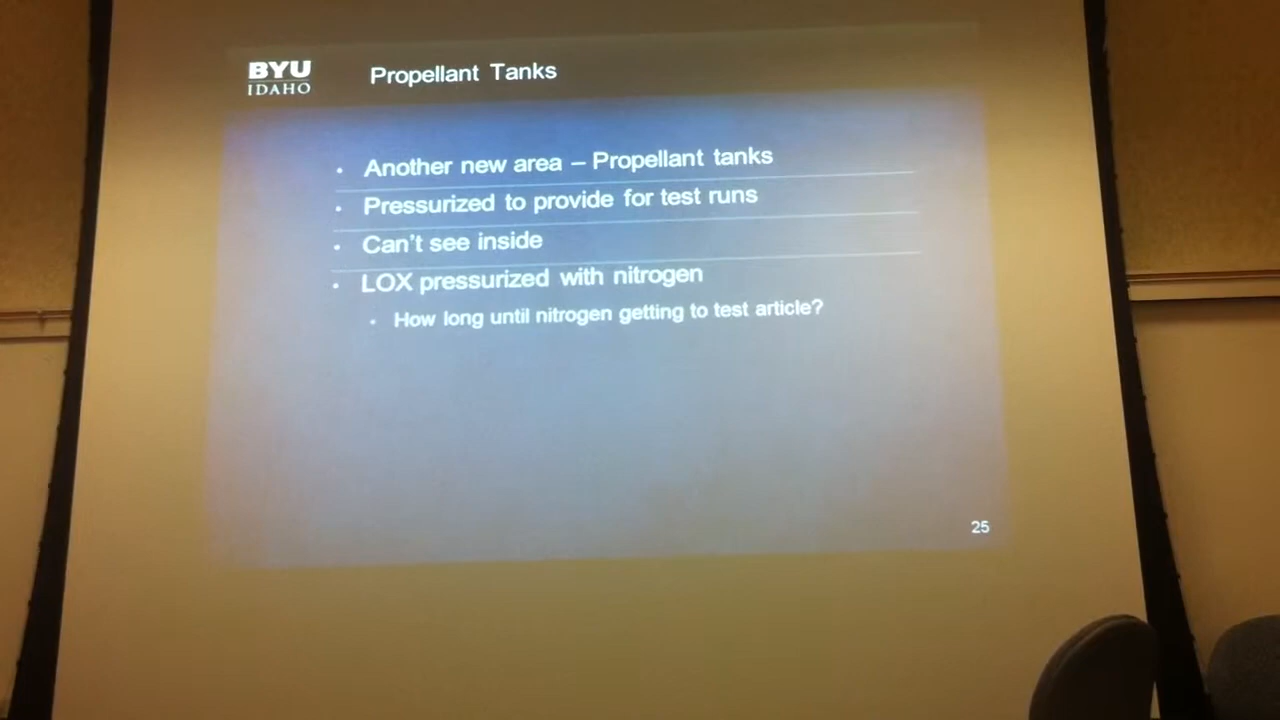 BYU
IDAHO
Propellant Tanks
• Another new area – Propellant tanks
• Pressurized to provide for test runs
• Can't see inside
• LOX pressurized with nitrogen
• How long until nitrogen getting to test article?
25